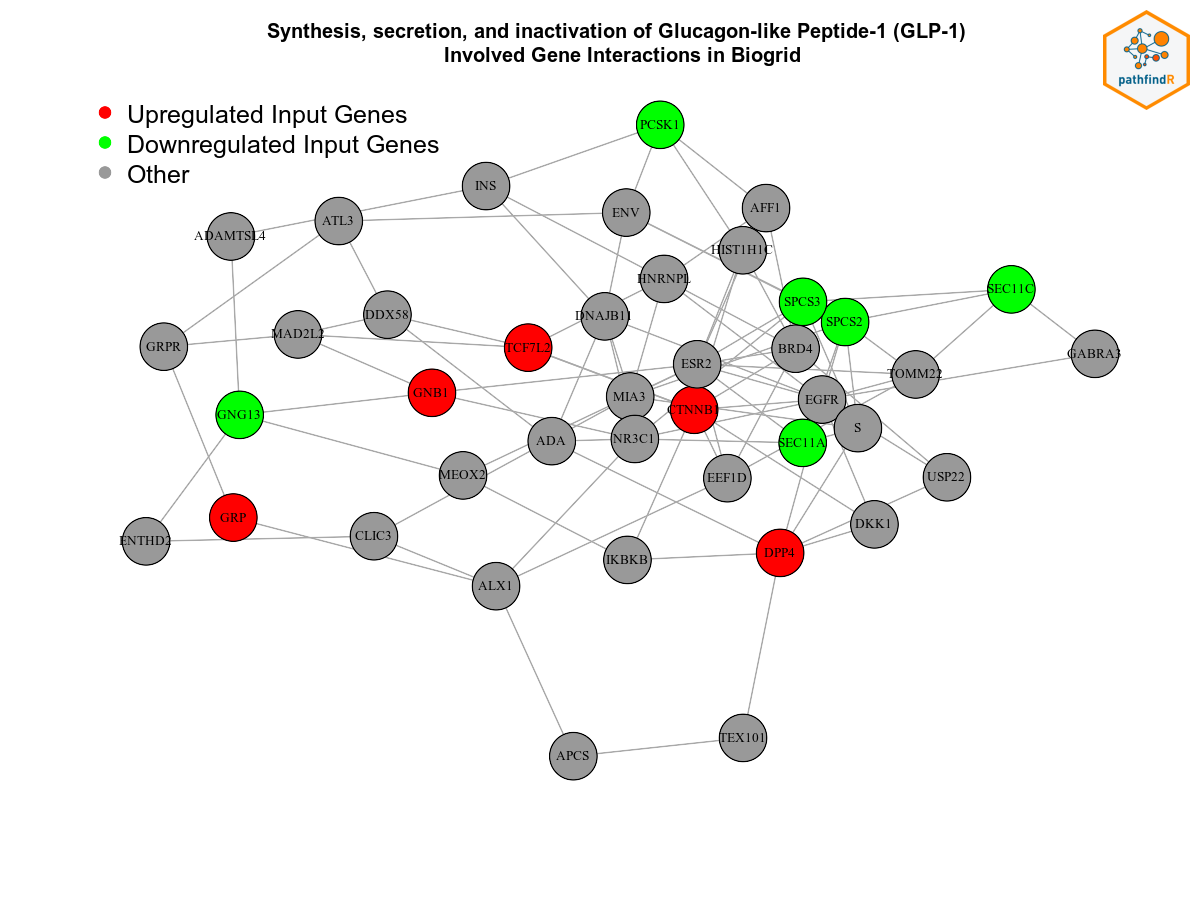 Synthesis, secretion, and inactivation of Glucagon-like Peptide-1 (GLP-1)
Involved Gene Interactions in Biogrid
pathfindR
Upregulated Input Genes
Downregulated Input Genes
Other
PCSK1
INS
AFF1
ENV
ATL3
ADAMTSL4
HIST1H1C
HNRNPL
SEC11C
SPCS3
DDX58
DNAJB11
SPCS2
MAD2L2
GRPR
TCF7L2
BRD4
GABRA3
ESR2
TOMM22
GNB1
MIA3
EGFR
CTNNB1
GNG13
S
NR3C1
ADA
SEC11A
MEOX2
EEF1D
USP22
GRP
DKK1
CLIC3
ENTHD2
DPP4
IKBKB
ALX1
TEX101
APCS